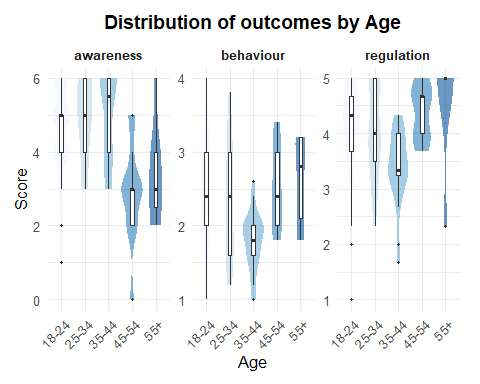 Distribution of outcomes by Age
awareness behaviour regulation
Score
6
4
2
0
4
3
2
1
5
4
3
2
1
18-24 25-34 35-44 45-54 55+
18-24 25-34 35-44 45-54 55+
18-24 25-34 35-44 45-54 55+
Age